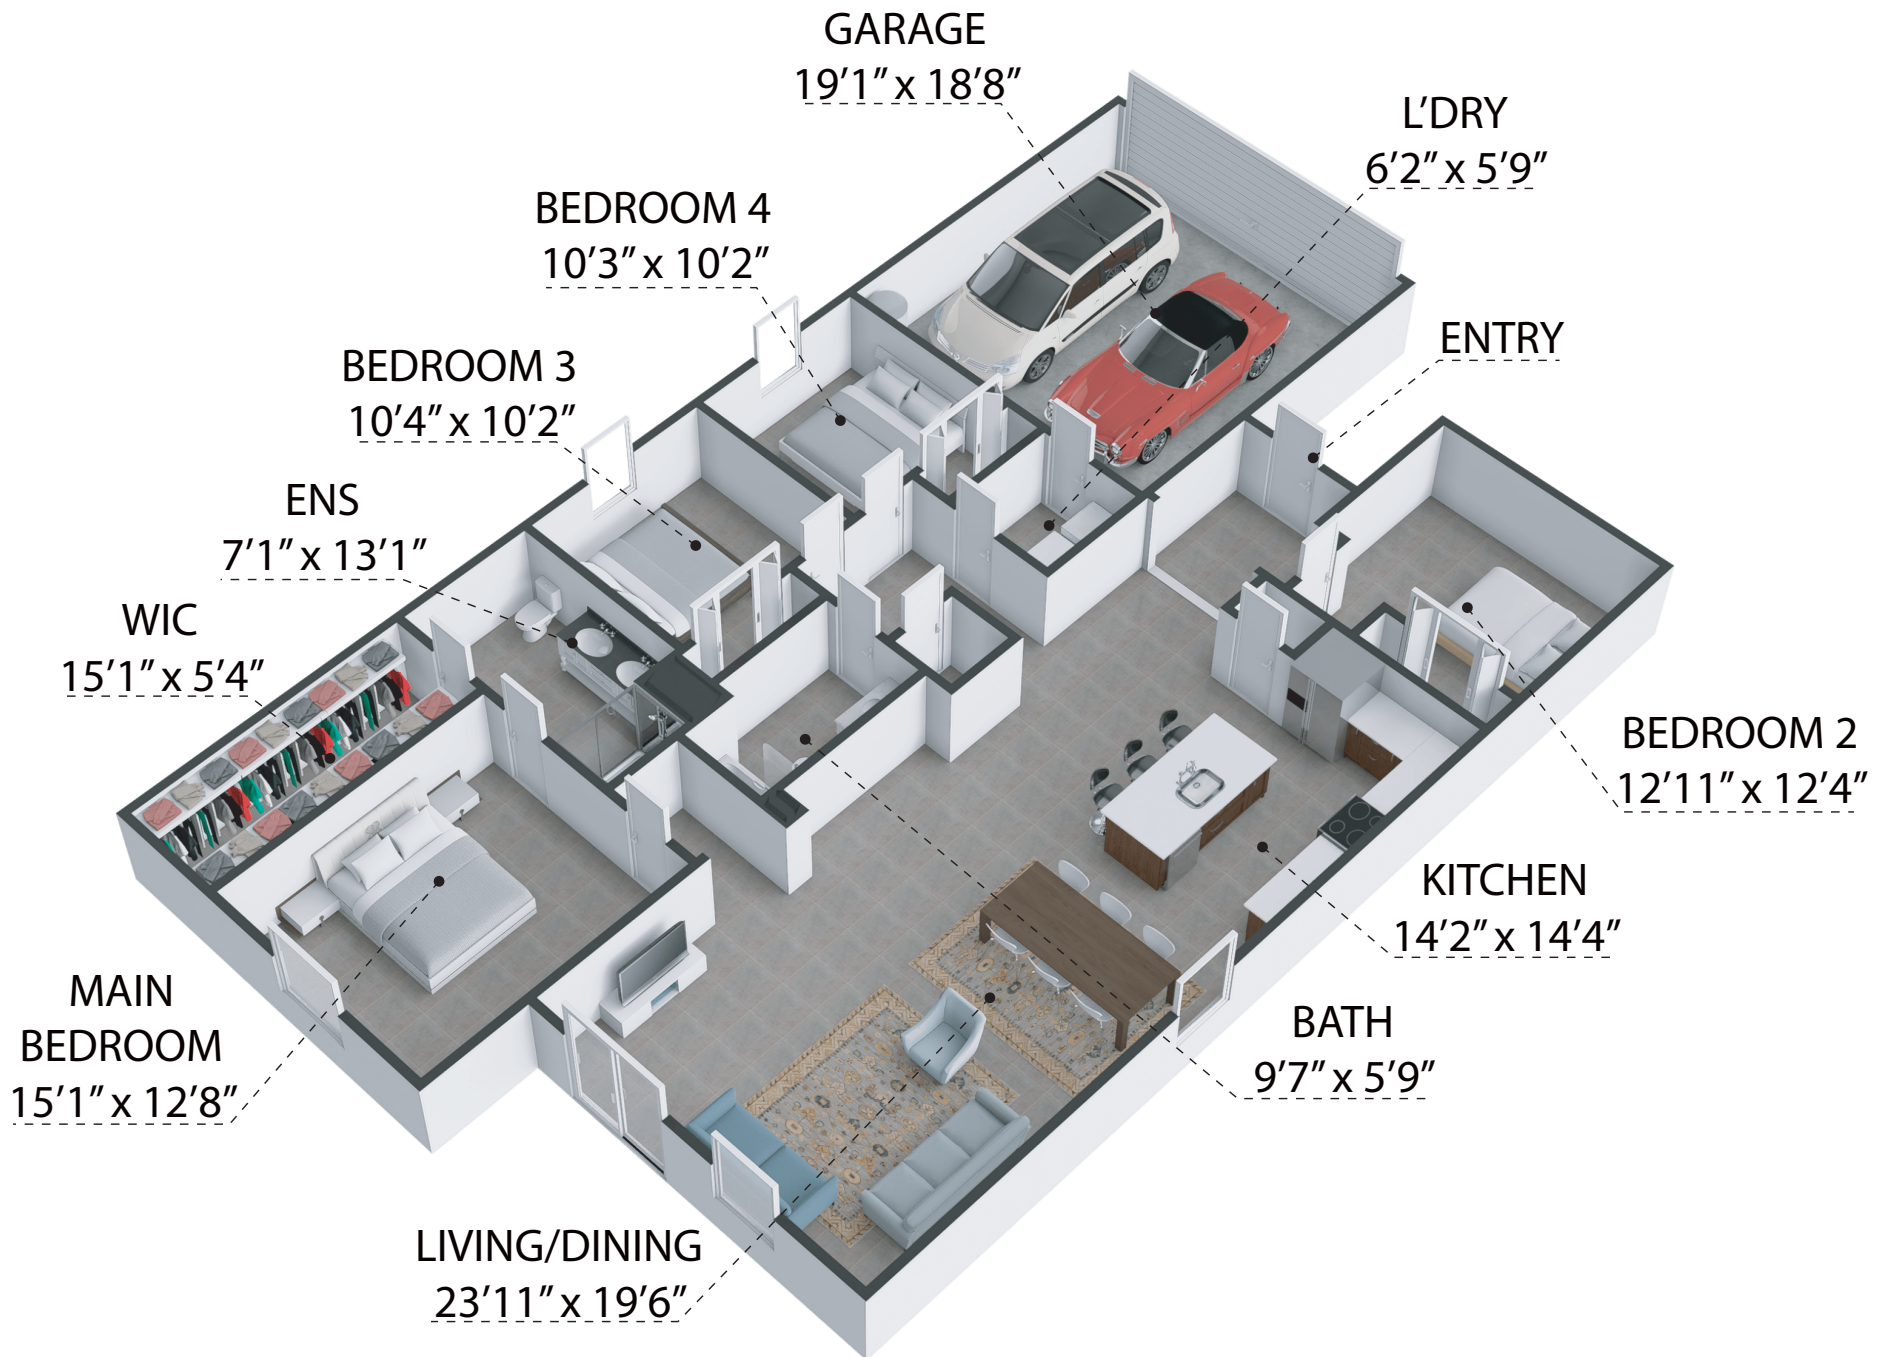 GARAGE
19’1” x 18’8”
L’DRY
6’2” x 5’9”
BEDROOM 4
10’3” x 10’2”
ENTRY
BEDROOM 3
10’4” x 10’2”
ENS
7’1” x 13’1”
WIC
15’1” x 5’4”
BEDROOM 2
12’11” x 12’4”
KITCHEN
14’2” x 14’4”
MAIN
BEDROOM
15’1” x 12’8”
BATH
9’7” x 5’9”
LIVING/DINING
23’11” x 19’6”